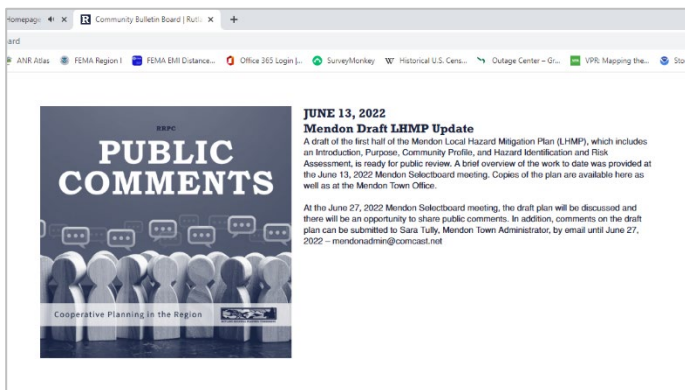 Homepage
Community Bulletin Board | Rutl
ard
ANR Atlas FEMA Region I FEMA EMI Distance... Office 365 Login |... SurveyMonkey Historical U.S. Cens... Outage Center – Gr... VPR: Mapping the... Sto
RRPC
PUBLIC
COMMENTS
Cooperative Planning in the Region
JUNE 13, 2022
Mendon Draft LHMP Update
A draft of the first half of the Mendon Local Hazard Mitigation Plan (LHMP), which includes
an Introduction, Purpose, Community Profile, and Hazard Identification and Risk
Assessment, is ready for public review. A brief overview of the work to date was provided at
the June 13, 2022 Mendon Selectboard meeting. Copies of the plan are available here as
well as at the Mendon Town Office.
At the June 27, 2022 Mendon Selectboard meeting, the draft plan will be discussed and
there will be an opportunity to share public comments. In addition, comments on the draft
plan can be submitted to Sara Tully, Mendon Town Administrator, by email until June 27,
2022 – mendonadmin@comcast.net